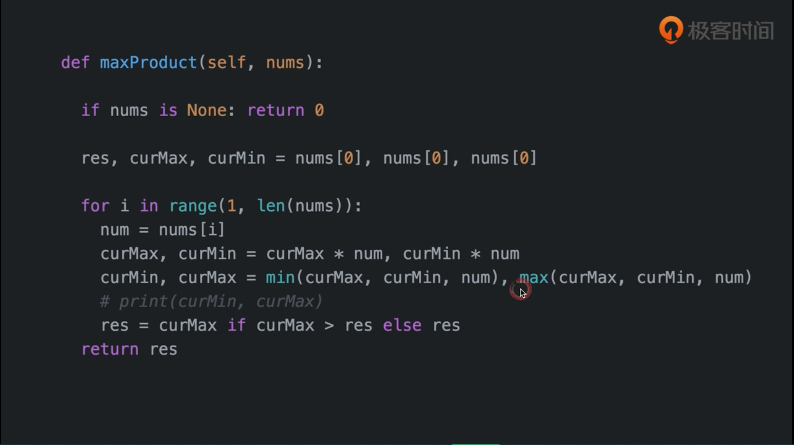 极客时间
def maxProduct(self, nums):
if nums is None: return 0
res, curMax, curMin = nums[0], nums[0], nums[0]
for i in range(1, len(nums)):
num = nums[i]
curMax, curMin = curMax * num, curMin * num
curMin, curMax = min(curMax, curMin, num), max(curMax, curMin, num)
# print(curMin, curMax)
res = curMax if curMax > res else res
return res